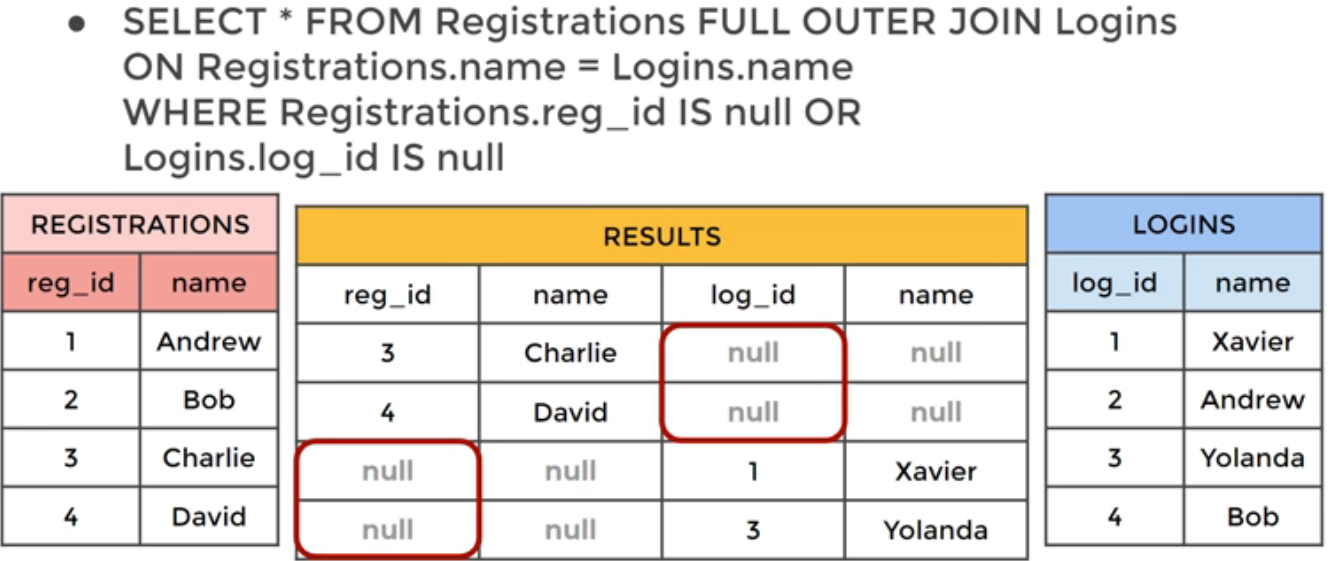 ● SELECT * FROM Registrations FULL OUTER JOIN Logins
ON Registrations.name = Logins.name
WHERE Registrations.reg_id IS null OR
Logins.log_id IS null
REGISTRATIONS
reg_id name
1 Andrew
2 Bob
3 Charlie
4 David
RESULTS
reg_id name log_id name
3 Charlie null null
4 David null null
null null 1 Xavier
null null 3 Yolanda
LOGINS
log_id name
1 Xavier
2 Andrew
3 Yolanda
4 Bob